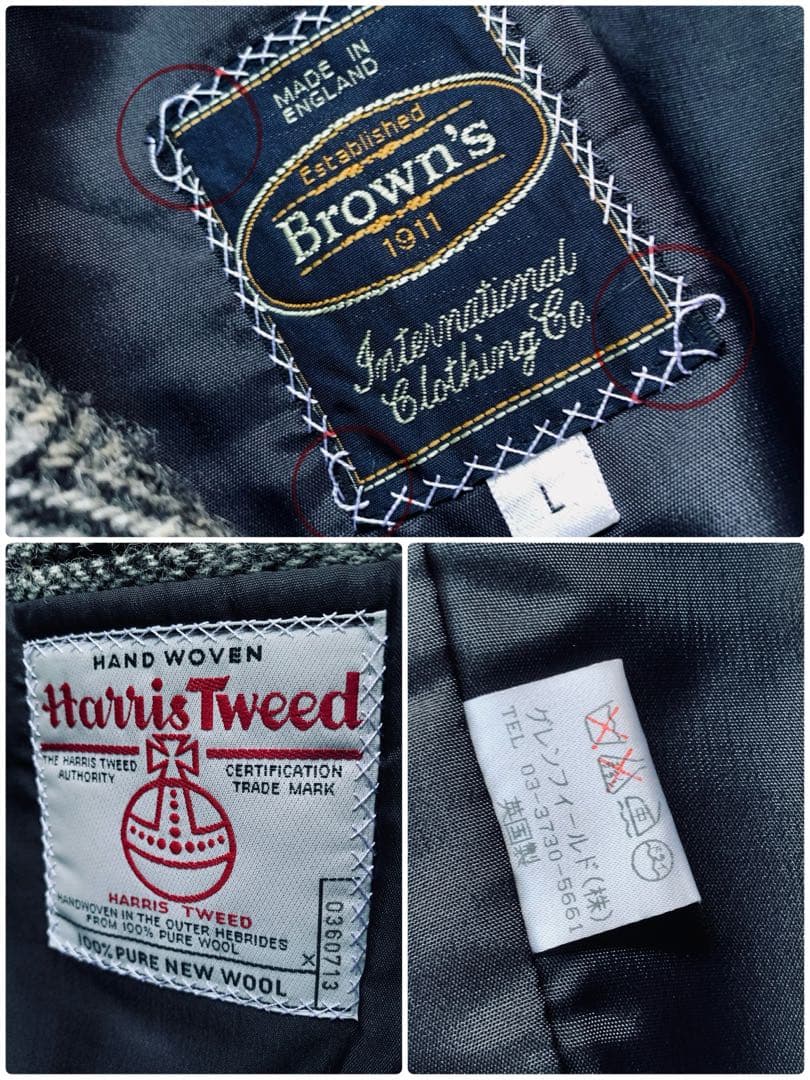 MADE IN
ENGLAND
Established
Brown's
1911
International
Clothing Co
L
HAND WOVEN
Harris Tweed
THE HARRIS TWEED
AUTHORITY
CERTIFICATION
TRADE MARK
HARRIS TWEED
HANDWOVEN IN THE OUTER HEBRIDES
FROM 100% PURE WOOL
100% PURE NEW WOOL
X 0360713
グレンフィールド(株)
TEL 03-3730-5661
英国製